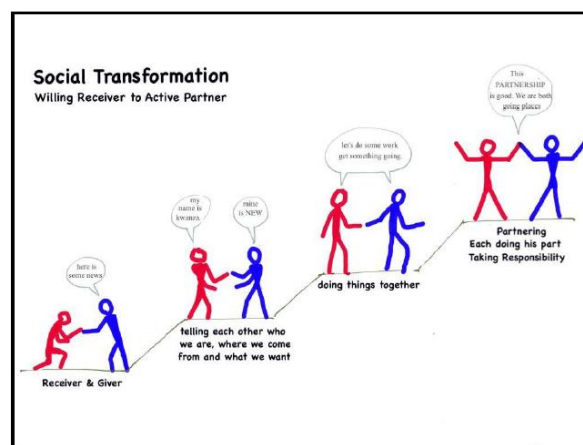 Social Transformation
Willing Receiver to Active Partner
This
PARTNERSHIP
is good. We are both
going places
let's do some work
get something going.
my
name is
kwanza
mine
is NEW
here is
some news
Partnering
Each doing his part
Taking Responsibility
doing things together
telling each other who
we are, where we come
from and what we want
Receiver & Giver